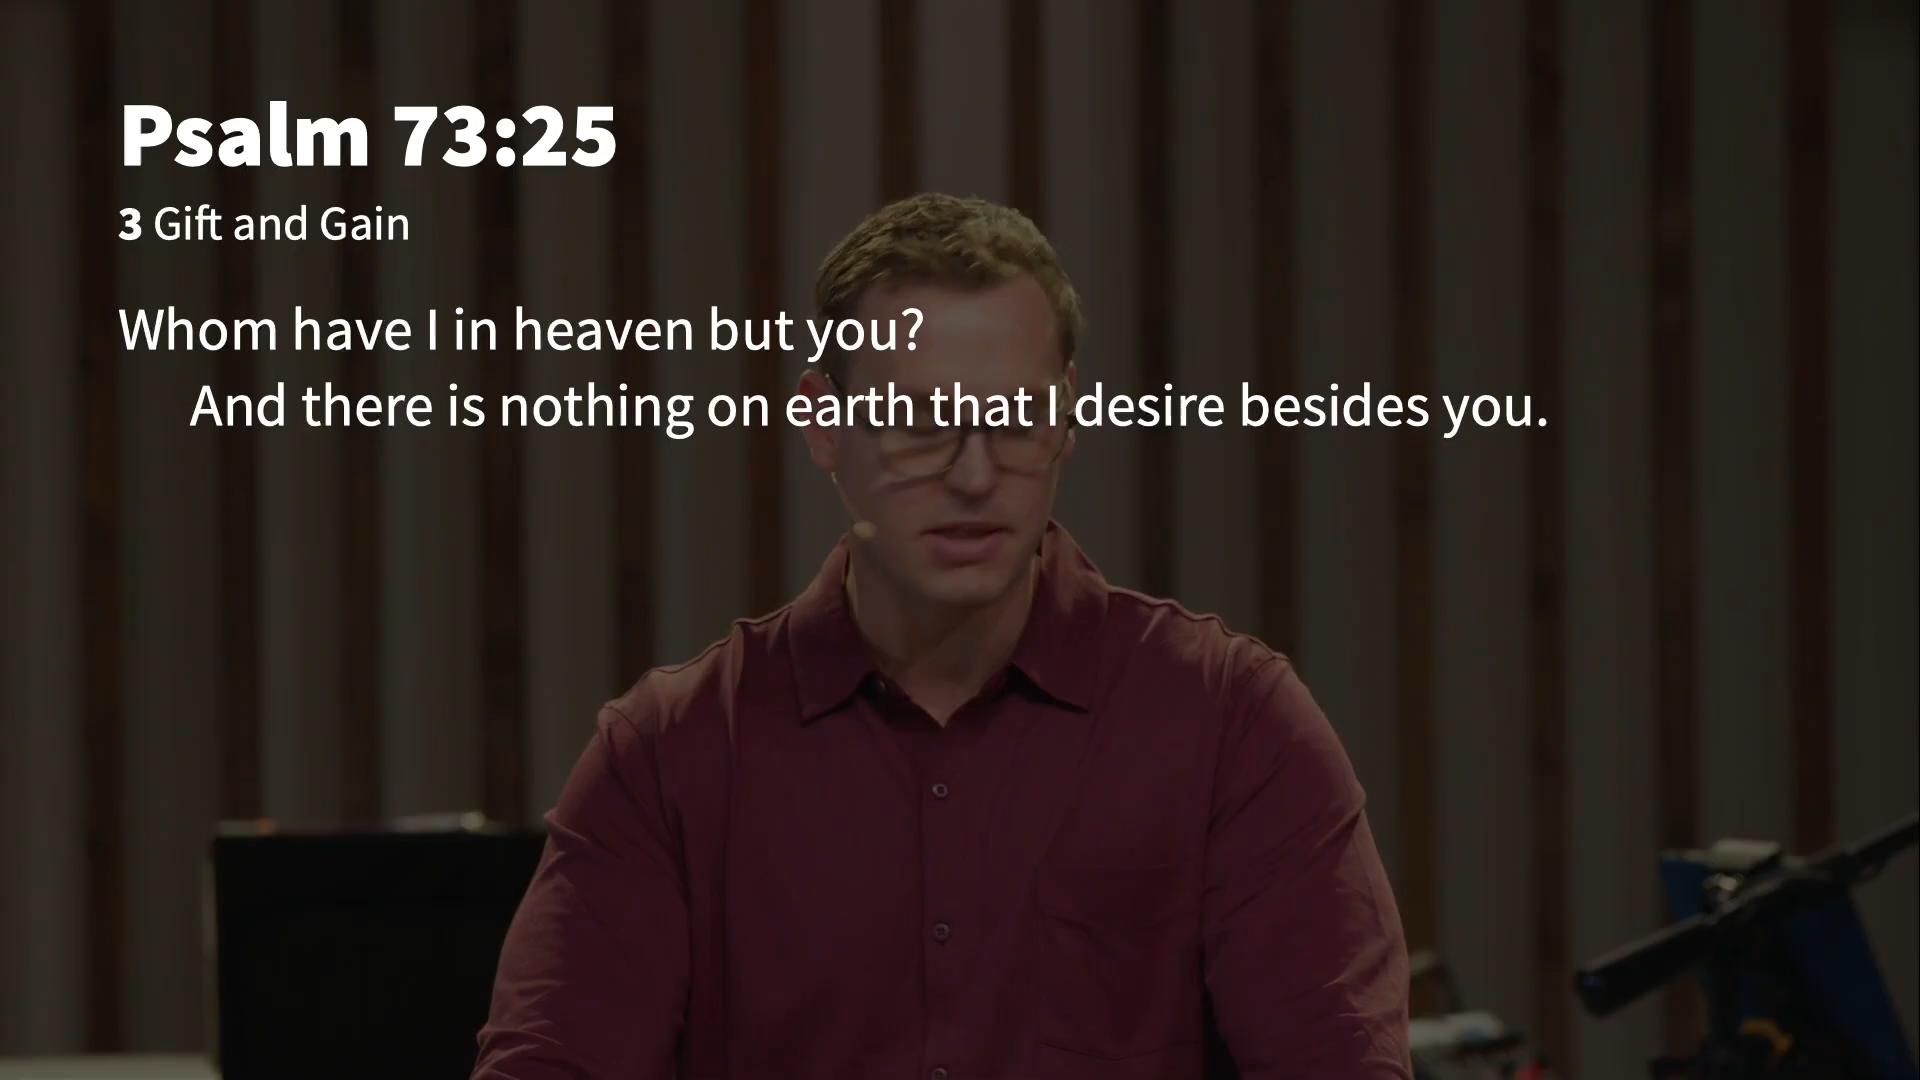 Psalm 73:25
3 Gift and Gain
Whom have I in heaven but you?
And there is nothing on earth that I desire besides you.